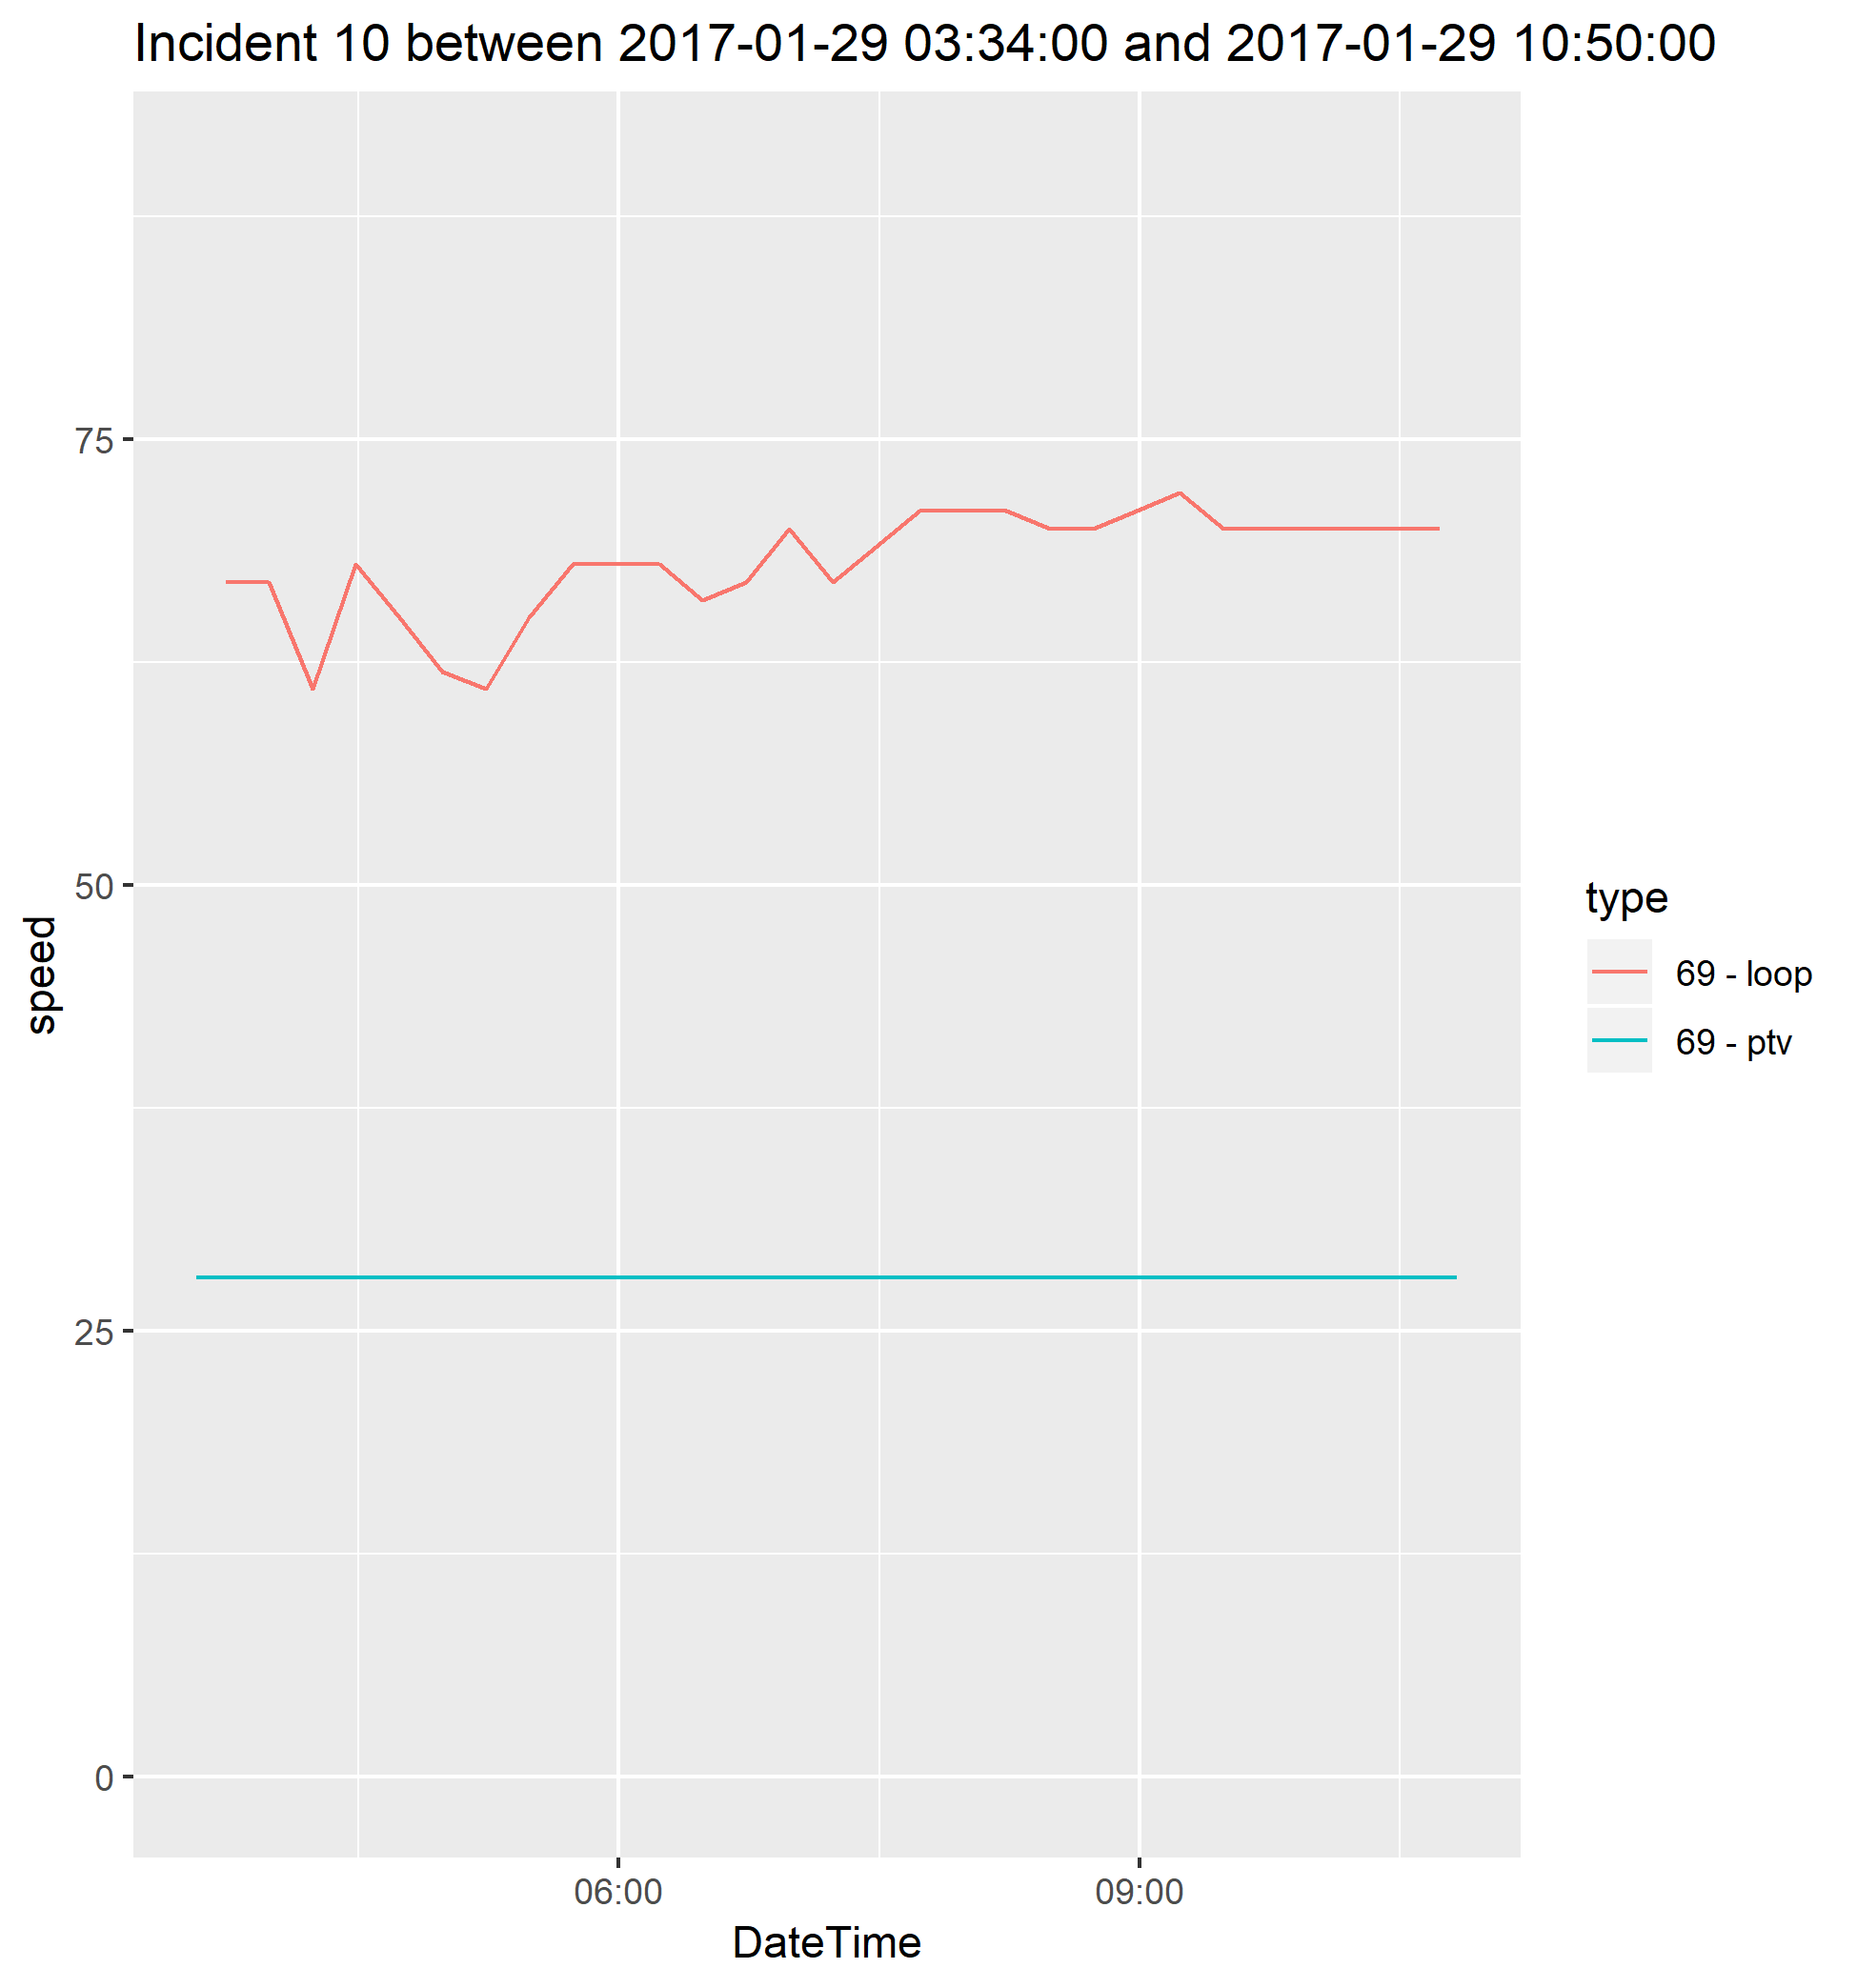 Incident 10 between 2017-01-29 03:34:00 and 2017-01-29 10:50:00
75
50
25
0
speed
06:00
09:00
DateTime
type
69 - loop
69 - ptv